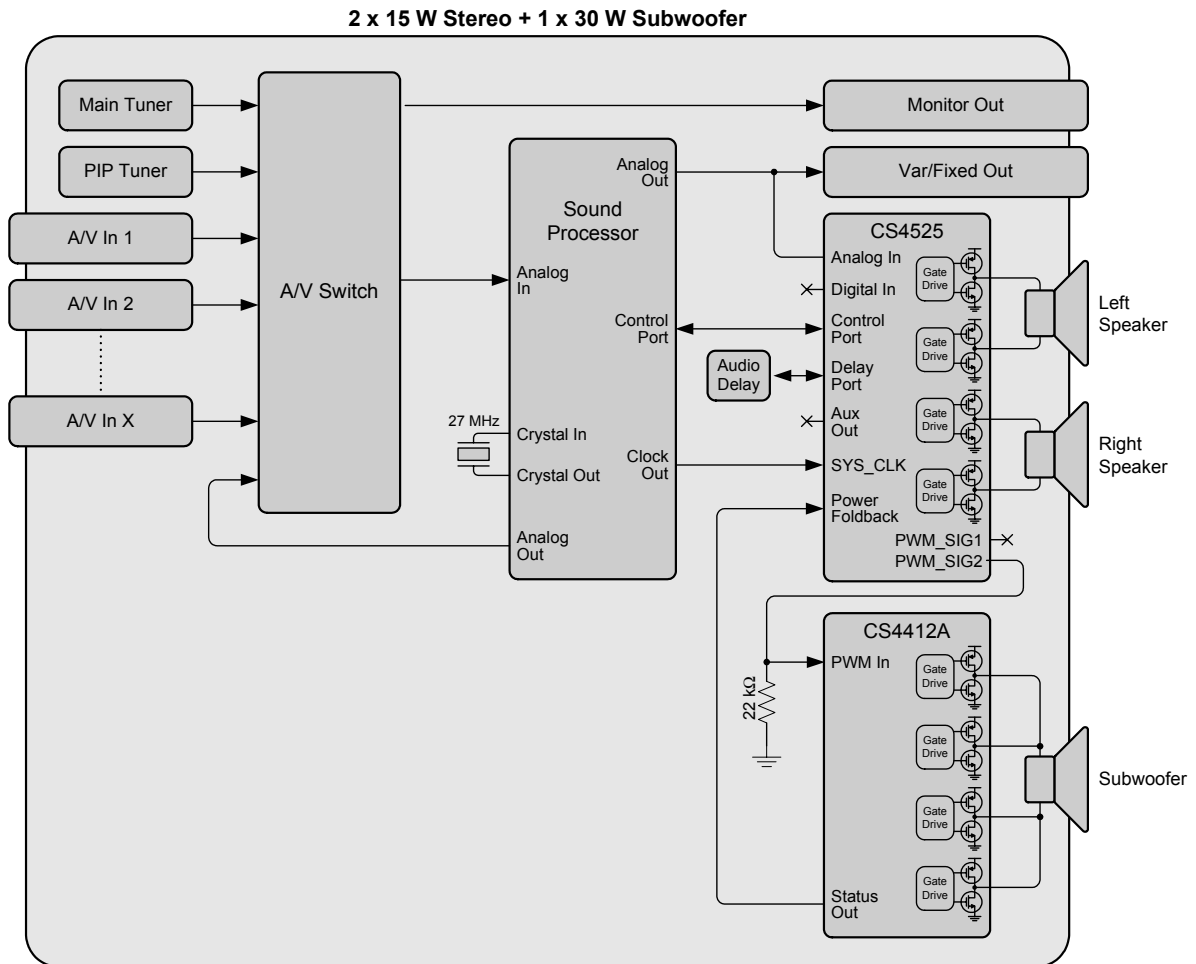 2 x 15 W Stereo + 1 x 30 W Subwoofer
Main Tuner
PIP Tuner
A/V In 1
A/V In 2
A/V In X
A/V Switch
Sound
Processor
Analog
Out
Analog
In
Control
Port
27 MHz
Crystal In
Crystal Out
Clock
Out
Analog
Out
Monitor Out
Var/Fixed Out
CS4525
Analog In
Digital In
Control
Port
Audio
Delay
Delay
Port
Aux
Out
SYS_CLK
Power
Foldback
PWM_SIG1
PWM_SIG2
Gate
Drive
Gate
Drive
Gate
Drive
Gate
Drive
Left
Speaker
Right
Speaker
CS4412A
PWM In
22 kΩ
Status
Out
Gate
Drive
Gate
Drive
Gate
Drive
Gate
Drive
Subwoofer